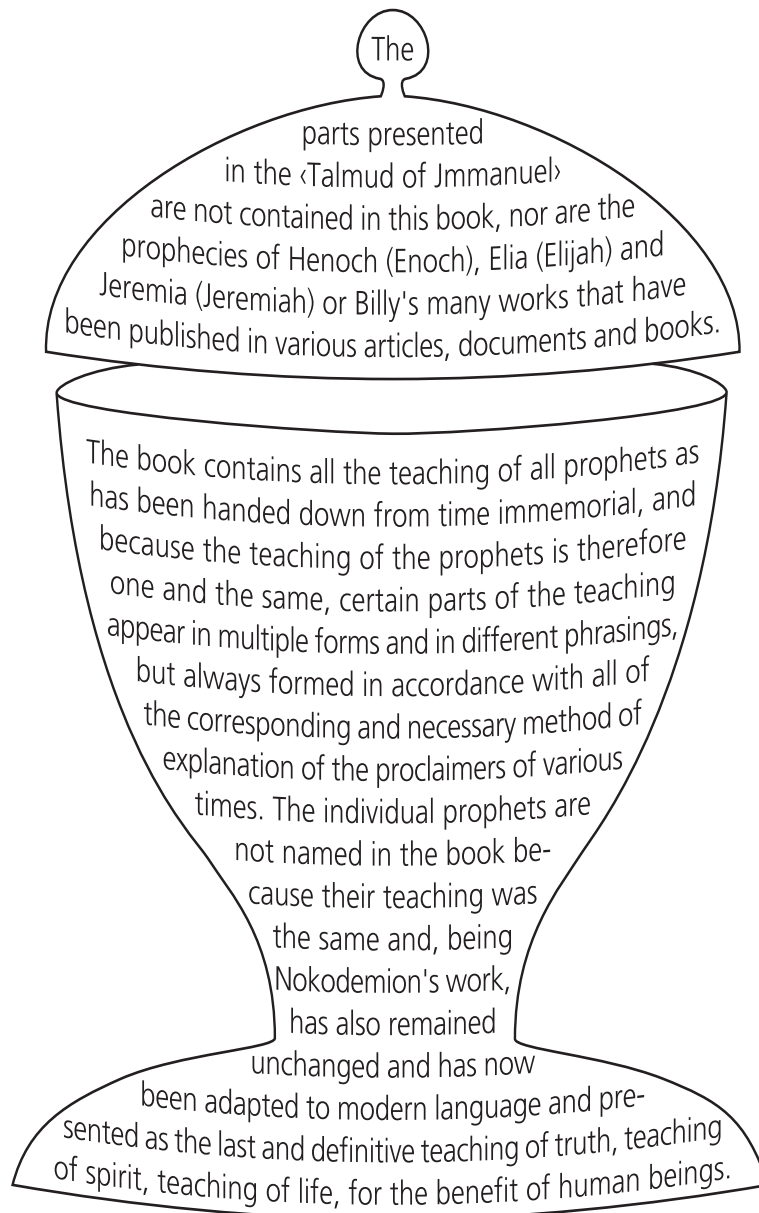 The
parts presented
in the ‹Talmud of Jmmanuel›
are not contained in this book, nor are the
prophecies of Henoch (Enoch), Elia (Elijah) and
Jeremia (Jeremiah) or Billy's many works that have
been published in various articles, documents and books.
The book contains all the teaching of all prophets as
has been handed down from time immemorial, and
because the teaching of the prophets is therefore
one and the same, certain parts of the teaching
appear in multiple forms and in different phrasings,
but always formed in accordance with all of
the corresponding and necessary method of
explanation of the proclaimers of various
times. The individual prophets are
not named in the book be-
cause their teaching was
the same and, being
Nokodemion's work,
has also remained
unchanged and has now
been adapted to modern language and pre-
sented as the last and definitive teaching of truth, teaching
of spirit, teaching of life, for the benefit of human beings.